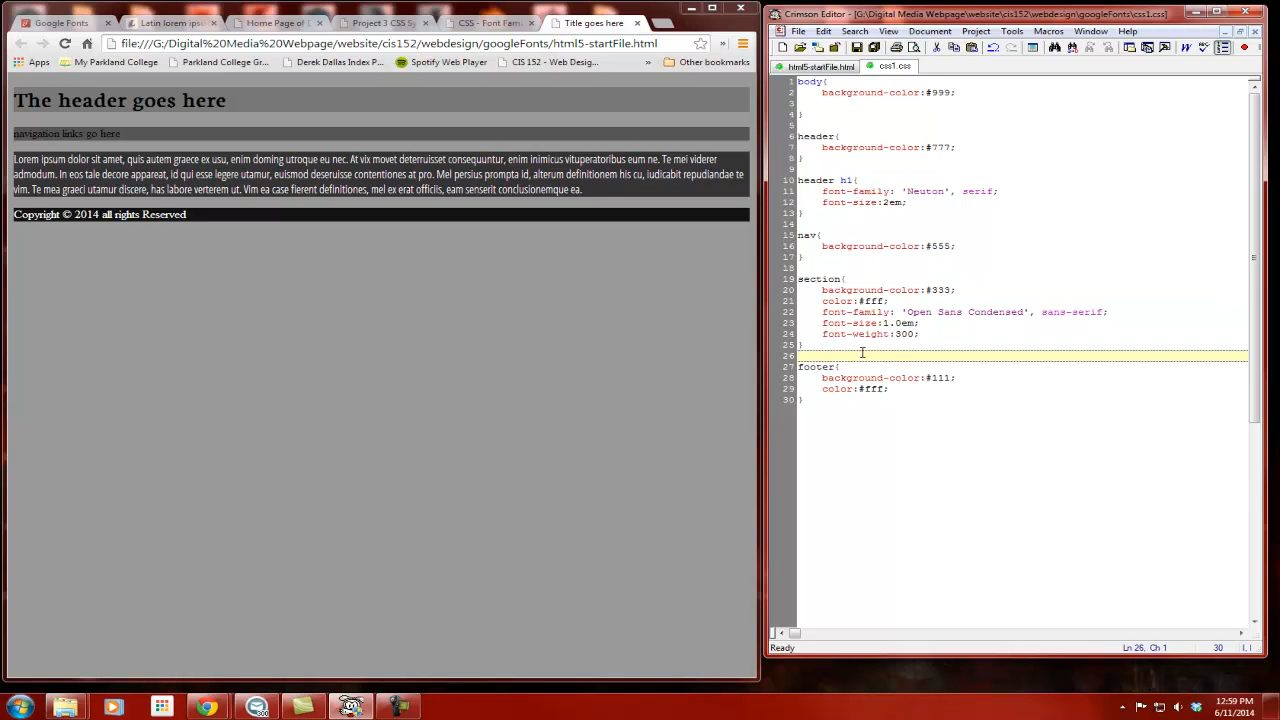 Google Fonts
Latin lorem ipsu
Home Page of D
Project 3 CSS Sy
CSS - Font Fam
Title goes here
file:///G:/Digital%20Media%20Webpage/website/cis152/webdesign/googleFonts/html5-startFile.html
Apps
My Parkland College
Parkland College Gr...
Derek Dallas Index P...
Spotify Web Player
CIS 152 - Web Desig...
»
Other bookmarks
The header goes here
navigation links go here
Lorem ipsum dolor sit amet, quis autem graece ex usu, enim doming utroque eu nec. At vix movet deterruisset consequuntur, enim inimicus vituperatoribus eum ne. Te mei viderer
admodum. In eos tale decore appareat, id qui esse legere utamur, euismod deseruisse contentiones at pro. Mel persius prompta id, alterum definitionem his cu, iudicabit repudiandae te
vim. Te mea graeci utamur discere, has labore verterem ut. Vim ea case fierent definitiones, mel ex erat officiis, eam senserit conclusionemque ea.
Copyright © 2014 all rights Reserved
Crimson Editor - [G:\Digital Media Webpage\website\cis152\webdesign\googleFonts\css1.css]
File Edit Search View Document Project Tools Macros Window Help
html5-startFile.html
css1.css
1 body{
2 background-color:#999;
3
4 }
5
6 header{
7 background-color:#777;
8 }
9
10 header h1{
11 font-family: 'Neuton', serif;
12 font-size:2em;
13 }
14
15 nav{
16 background-color:#555;
17 }
18
19 section{
20 background-color:#333;
21 color:#fff;
22 font-family: 'Open Sans Condensed', sans-serif;
23 font-size:1.0em;
24 font-weight:300;
25 }
26
27 footer{
28 background-color:#111;
29 color:#fff;
30 }
Ready
Ln 26, Ch 1
30
12:59 PM
6/11/2014